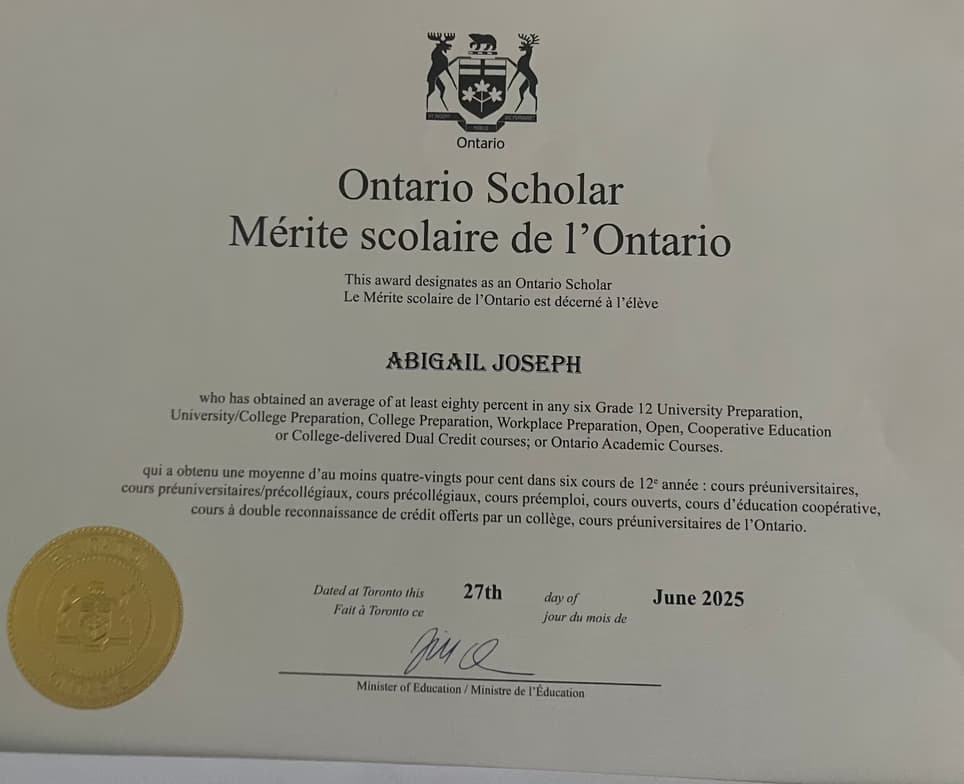 Ontario
Ontario Scholar
Mérite scolaire de l’Ontario
This award designates as an Ontario Scholar
Le Mérite scolaire de l’Ontario est décerné à l’élève
ABIGAIL JOSEPH
who has obtained an average of at least eighty percent in any six Grade 12 University Preparation,
University/College Preparation, College Preparation, Workplace Preparation, Open, Cooperative Education
or College-delivered Dual Credit courses; or Ontario Academic Courses.
qui a obtenu une moyenne d’au moins quatre-vingts pour cent dans six cours de 12e année : cours préuniversitaires,
cours préuniversitaires/précollégiaux, cours précollégiaux, cours préemploi, cours ouverts, cours d’éducation coopérative,
cours à double reconnaissance de crédit offerts par un collège, cours préuniversitaires de l’Ontario.
Dated at Toronto this 27th day of June 2025
Fait à Toronto ce jour du mois de
Minister of Education / Ministre de l’Éducation